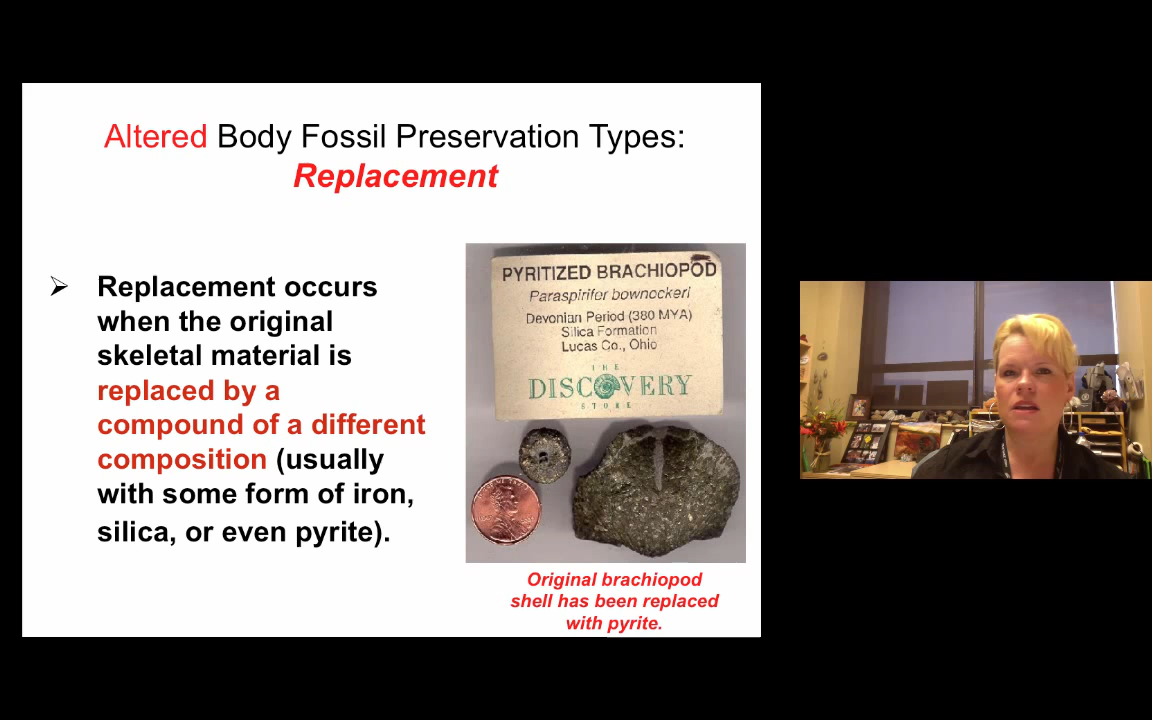 Altered Body Fossil Preservation Types:
Replacement
Replacement occurs
when the original
skeletal material is
replaced by a
compound of a different
composition (usually
with some form of iron,
silica, or even pyrite).
PYRITIZED BRACHIOPOD
Paraspirifer bownockeri
Devonian Period (380 MYA)
Silica Formation
Lucas Co., Ohio
THE
DISCOVERY
STORE
Original brachiopod
shell has been replaced
with pyrite.